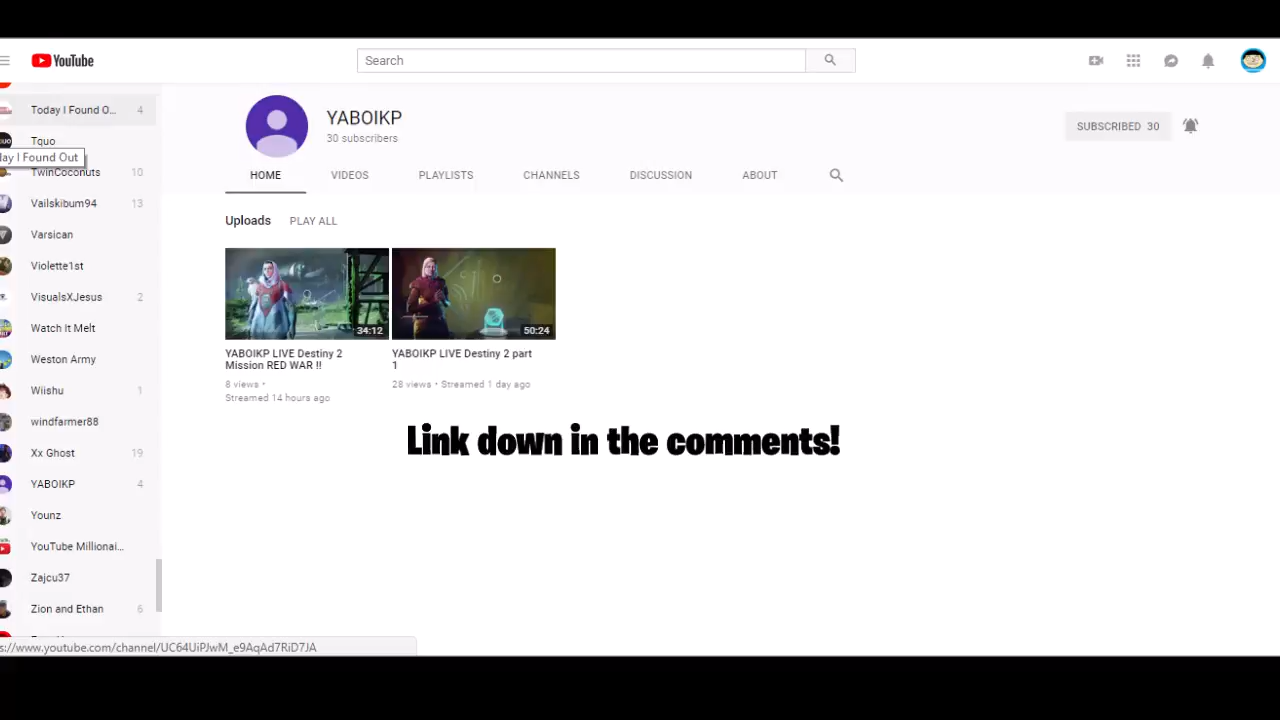 YouTube
Search
Today I Found O... 4
Tquo
lay I Found Out
TwinCoconuts 10
Vailskibum94 13
Varsican
Violette1st
VisualsXJesus 2
Watch it Melt
Weston Army
Wiishu 1
windfarmer88
Xx Ghost 19
YABOIKP 4
Younz
YouTube Millionai...
Zajcu37
Zion and Ethan 6
YABOIKP
30 subscribers
SUBSCRIBED 30
HOME VIDEOS PLAYLISTS CHANNELS DISCUSSION ABOUT
Uploads PLAY ALL
34:12
50:24
YABOIKP LIVE Destiny 2
Mission RED WAR !!
8 views •
Streamed 14 hours ago
YABOIKP LIVE Destiny 2 part
1
28 views • Streamed 1 day ago
Link down in the comments!
s://www.youtube.com/channel/UC64UiPJwM_e9AqAd7RiD7JA